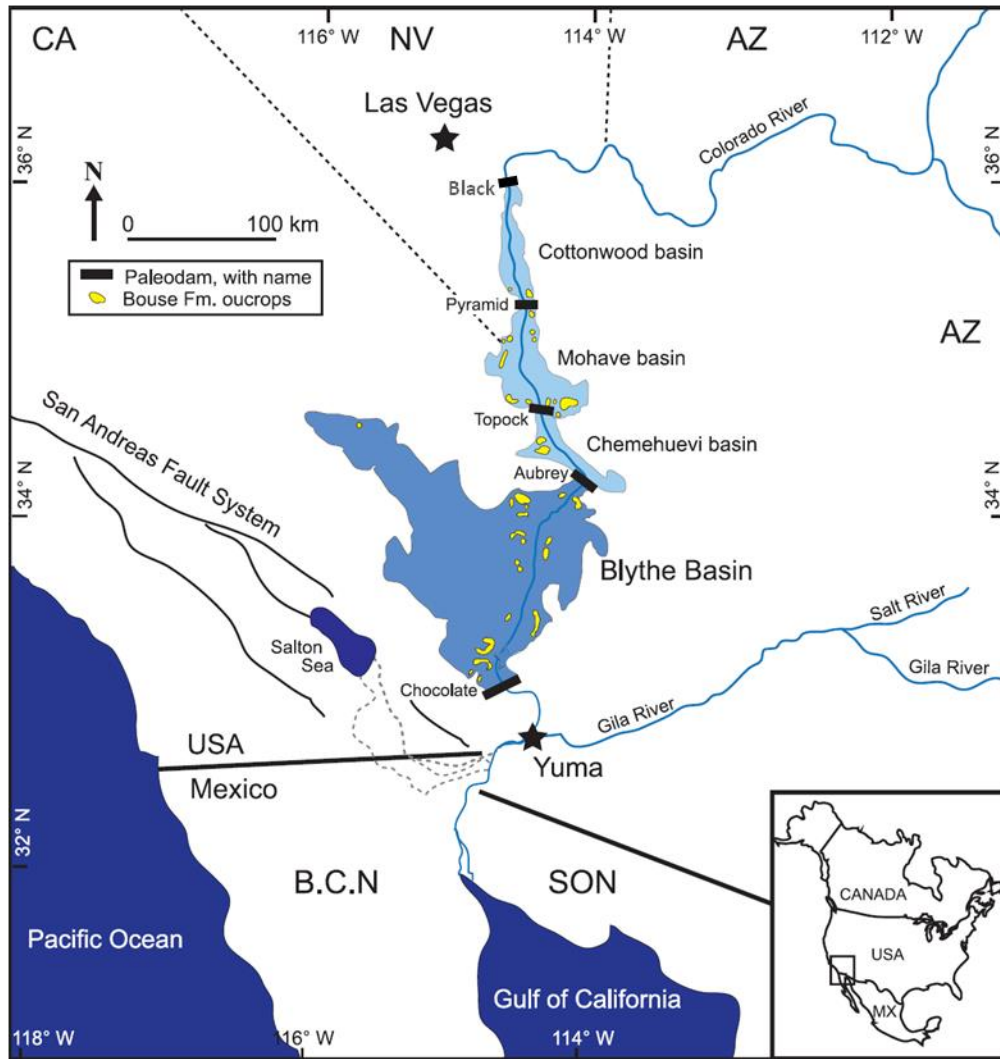 116° W
114° W
112° W
CA
NV
AZ
Las Vegas
36° N
36° N
Colorado River
N
0 100 km
Black
Cottonwood basin
Paleodam, with name
Bouse Fm. oucrops
Pyramid
AZ
Mohave basin
Topock
Chemehuevi basin
San Andreas Fault System
Aubrey
34° N
34° N
Blythe Basin
Salt River
Salton
Sea
Gila River
Chocolate
Gila River
USA
Mexico
Yuma
32° N
B.C.N
SON
CANADA
USA
MX
Pacific Ocean
Gulf of California
118° W
116° W
114° W